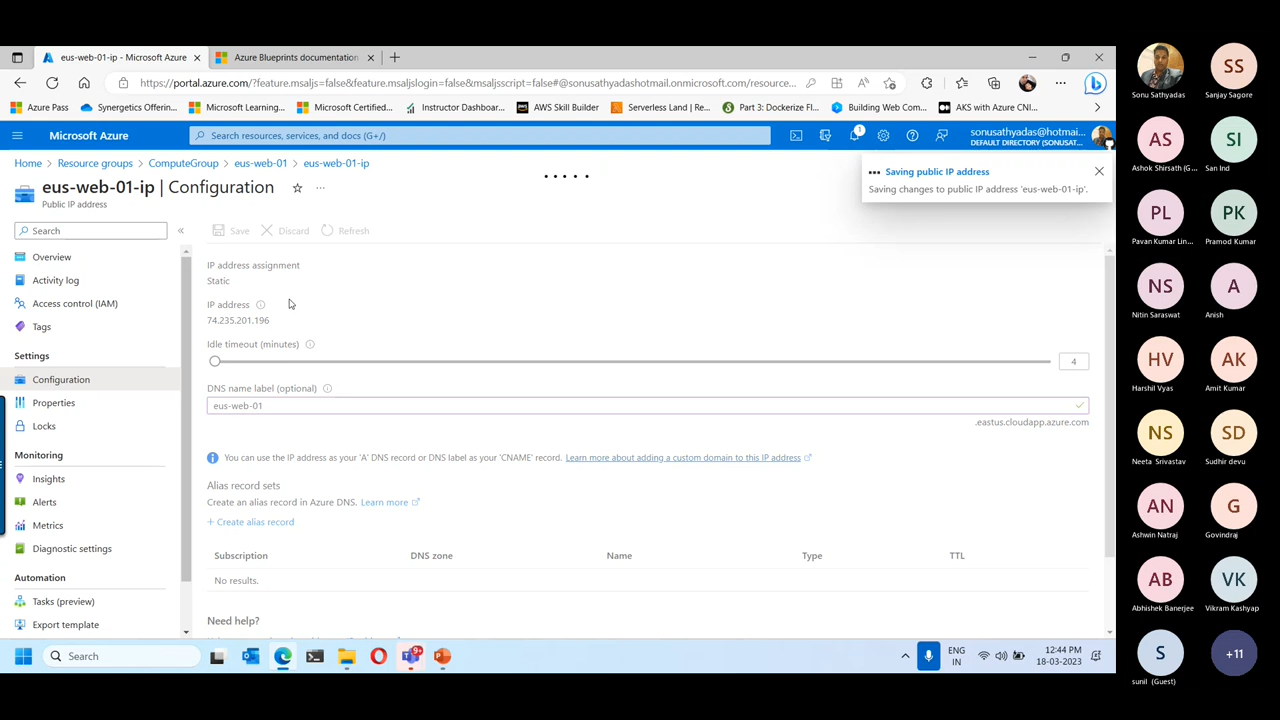 eus-web-01-ip - Microsoft Azure
Azure Blueprints documentation
https://portal.azure.com/?feature.msaljs=false&feature.msaljslogin=false&msaljsscript=false#@sonusathyadashotmail.onmicrosoft.com/resource...
Azure Pass
Synergetics Offerin...
Microsoft Learning...
Microsoft Certified...
Instructor Dashboar...
AWS Skill Builder
Serverless Land | Re...
Part 3: Dockerize Fl...
Building Web Com...
AKS with Azure CNI...
Microsoft Azure
Search resources, services, and docs (G+/)
1
sonusathyadas@hotmai...
DEFAULT DIRECTORY (SONUSAT...
Home > Resource groups > ComputeGroup > eus-web-01 > eus-web-01-ip
eus-web-01-ip | Configuration
Public IP address
Saving public IP address
Saving changes to public IP address 'eus-web-01-ip'.
Search
Overview
Activity log
Access control (IAM)
Tags
Settings
Configuration
Properties
Locks
Monitoring
Insights
Alerts
Metrics
Diagnostic settings
Automation
Tasks (preview)
Export template
Save
Discard
Refresh
IP address assignment
Static
IP address
74.235.201.196
Idle timeout (minutes)
4
DNS name label (optional)
eus-web-01
.eastus.cloudapp.azure.com
You can use the IP address as your 'A' DNS record or DNS label as your 'CNAME' record. Learn more about adding a custom domain to this IP address
Alias record sets
Create an alias record in Azure DNS. Learn more
+ Create alias record
Subscription DNS zone Name Type TTL
No results.
Need help?
Search
9+
ENG
IN
12:44 PM
18-03-2023
Sonu Sathyadas
SS
Sanjay Sagore
AS
Ashok Shirsath (G...
SI
San Ind
PL
Pavan Kumar Lin...
PK
Pramod Kumar
NS
Nitin Saraswat
A
Anish
HV
Harshil Vyas
AK
Amit Kumar
NS
Neeta Srivastav
SD
Sudhir devu
AN
Ashwin Natraj
G
Govindraj
AB
Abhishek Banerjee
VK
Vikram Kashyap
S
sunil (Guest)
+11